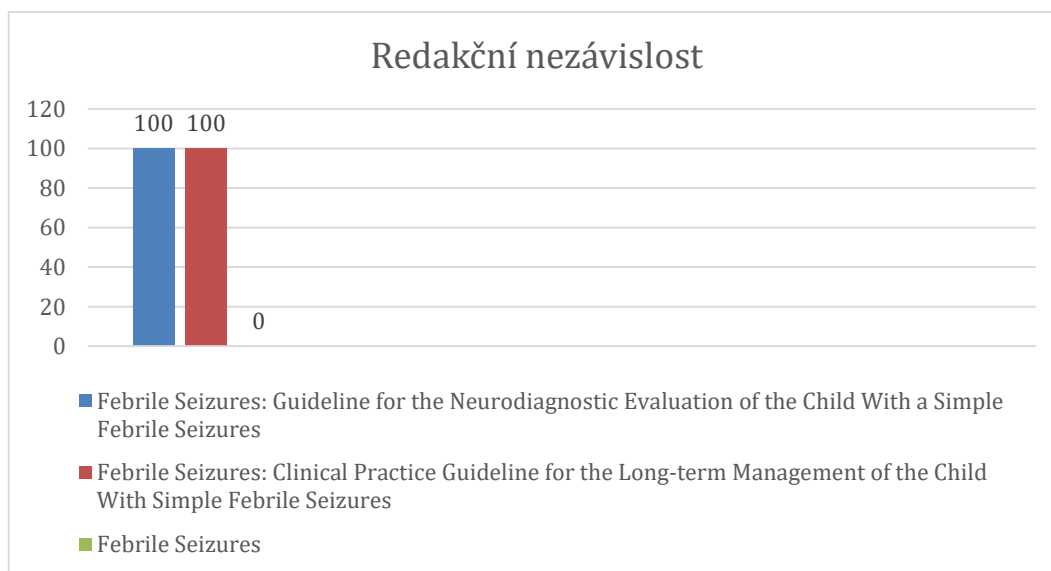 Redakční nezávislost
120
100
80
60
40
20
0
100 100
0
Febrile Seizures: Guideline for the Neurodiagnostic Evaluation of the Child With a Simple
Febrile Seizures
Febrile Seizures: Clinical Practice Guideline for the Long-term Management of the Child
With Simple Febrile Seizures
Febrile Seizures